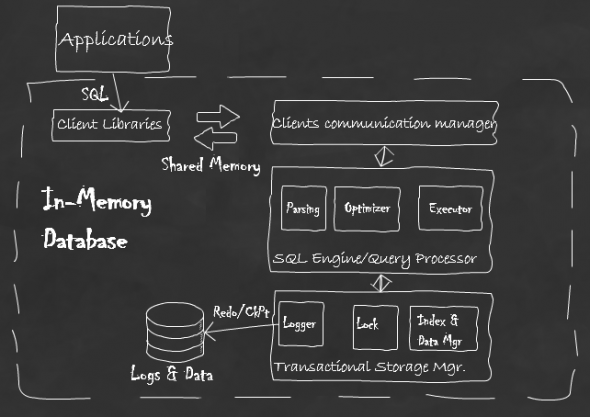 Applications
SQL
Client Libraries
Clients communication manager
Shared Memory
In-Memory
Database
Parsing
Optimizer
Executor
SQL Engine/Query Processor
Redo/CkPt
Logger
Lock
Index &
Data Mgr
Transactional Storage Mgr.
Logs & Data